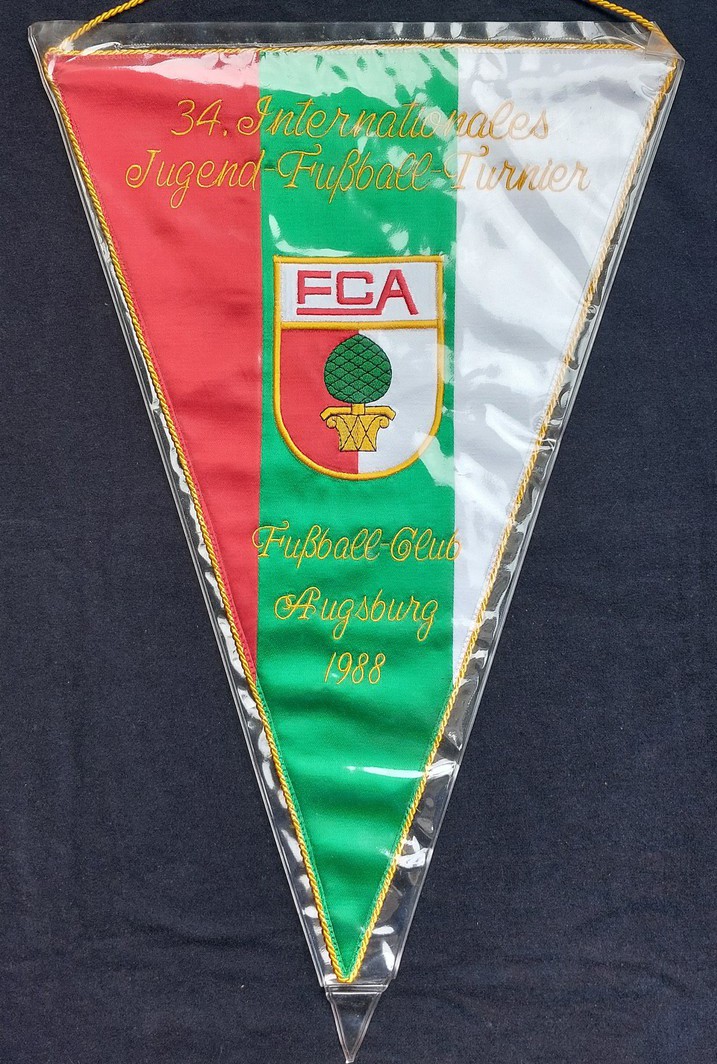 34. Internationales
Jugend-Fußball-Turnier
FCA
Fußball-Club
Augsburg
1988